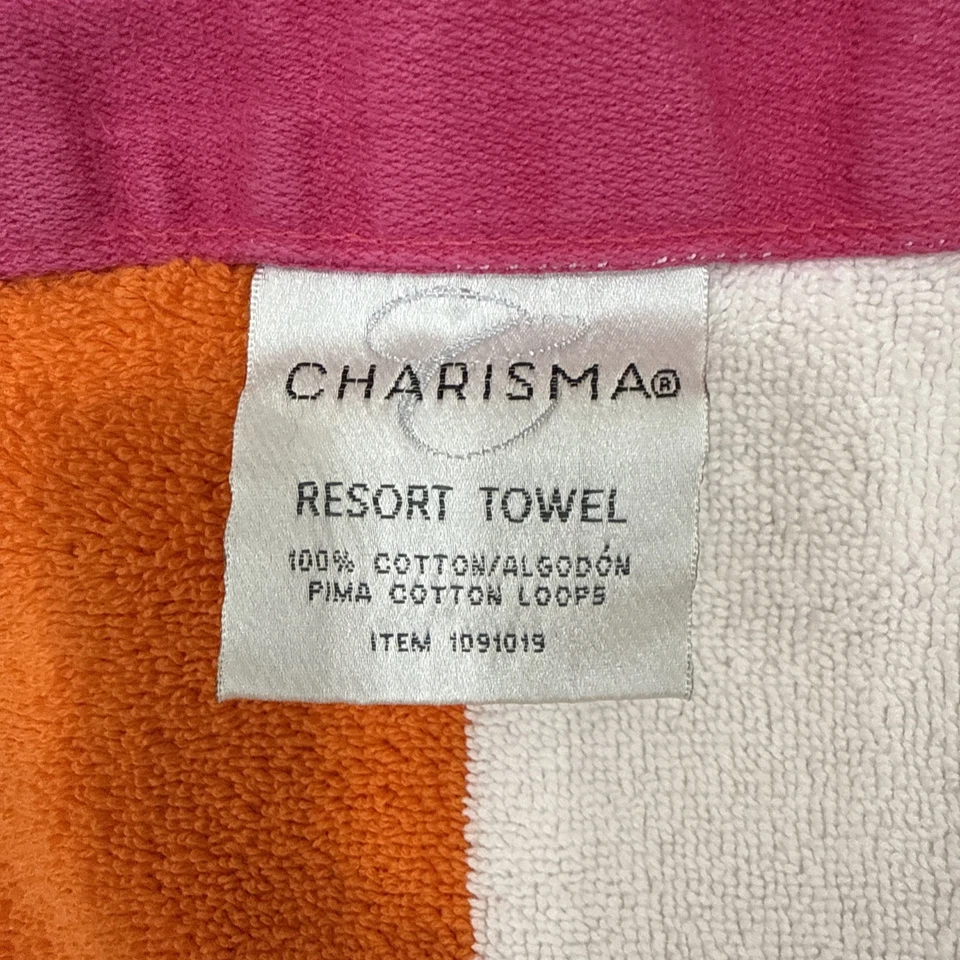 CHARISMA®
RESORT TOWEL
100% COTTON/ALGODÓN
PIMA COTTON LOOPS
ITEM 1091019